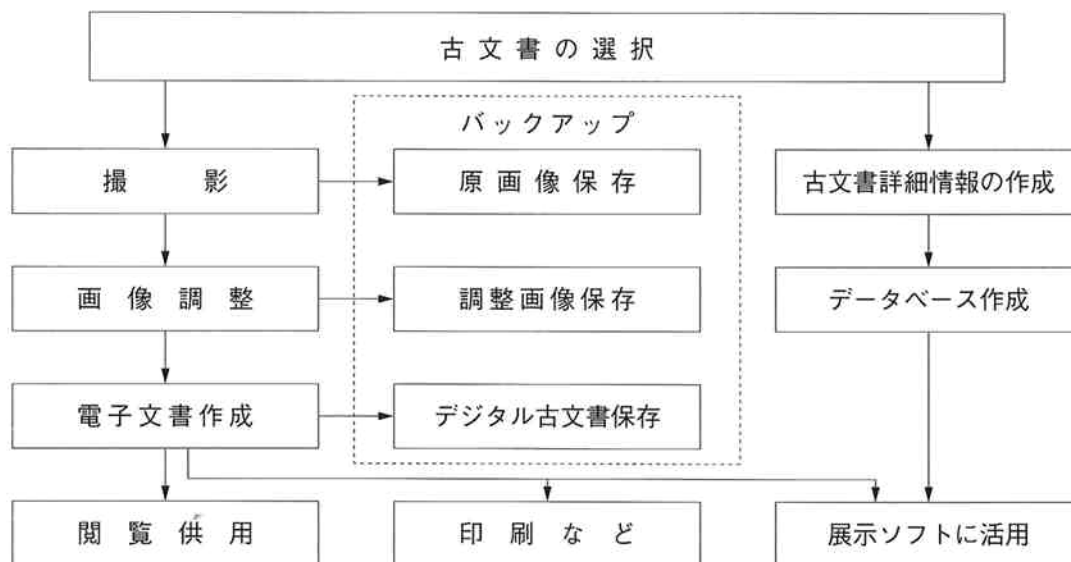 古文書の選択
バックアップ
撮影
原画像保存
古文書詳細情報の作成
画像調整
調整画像保存
データベース作成
電子文書作成
デジタル古文書保存
閲覧供用
印刷など
展示ソフトに活用